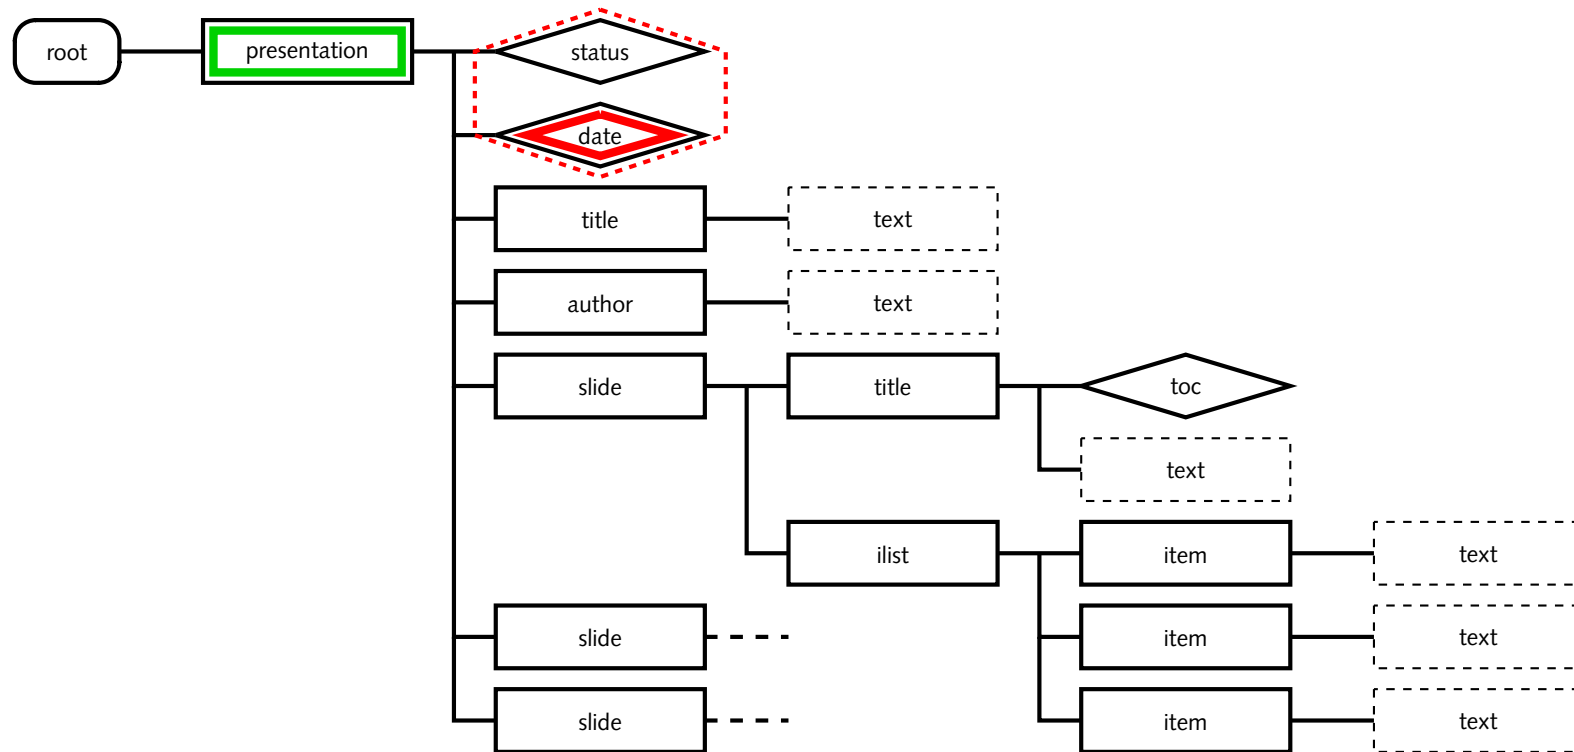 root presentation status
date
title text
author text
slide title toc
text
ilist item text
slide item text
slide item text